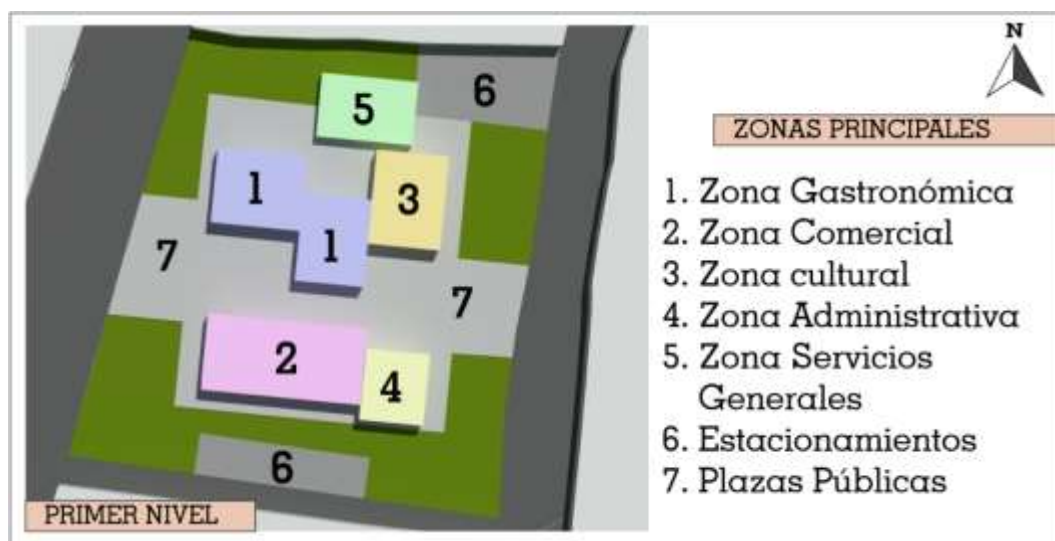 N
ZONAS PRINCIPALES
1. Zona Gastronómica
2. Zona Comercial
3. Zona cultural
4. Zona Administrativa
5. Zona Servicios
Generales
6. Estacionamientos
7. Plazas Públicas
6
5
1
3
7
1
7
2
4
6
PRIMER NIVEL